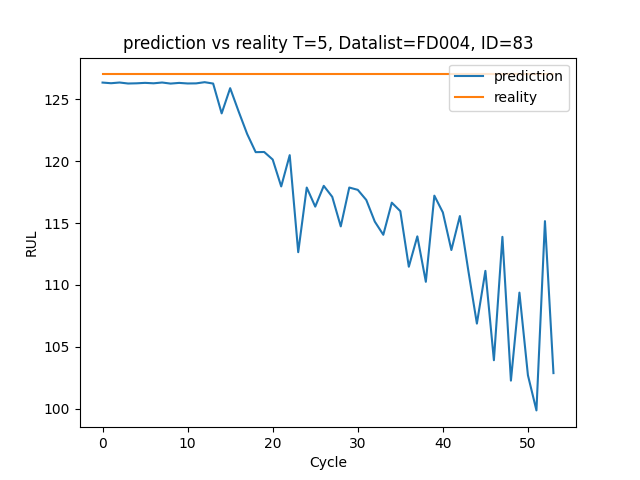 prediction vs reality T=5, Datalist=FD004, ID=83
prediction
reality
125
120
115
110
105
100
RUL
0 10 20 30 40 50
Cycle